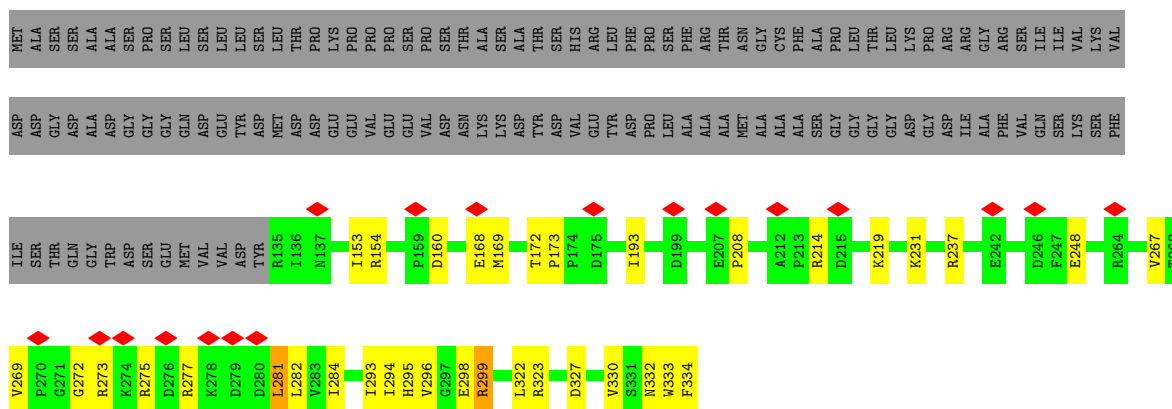 MET ALA SER SER ALA ALA SER PRO SER LEU SER LEU LEU SER LEU THR PRO LYS PRO PRO PRO SER PRO SER THR ALA SER ALA THR SER HIS ARG LEU PHE PRO SER PHE ARG THR ASN GLY CYS PHE ALA PRO LEU THR LEU LYS PRO ARG ARG GLY ARG SER ILE ILE VAL LYS VAL
ASP ASP GLY ASP ALA ASP GLY GLY GLY GLN ASP GLU TYR ASP MET ASP ASP GLU GLU VAL GLU GLU VAL ASP ASN LYS LYS ASP TYR ASP VAL GLU TYR ASP PRO LEU ALA ALA ALA MET ALA ALA ALA SER GLY GLY GLY GLY ASP GLY ASP ILE ALA PHE VAL GLN SER LYS SER PHE
ILE SER THR GLN GLY TRP ASP SER GLU MET VAL VAL ASP TYR R135 I136 N137 I153 R154 P159 D160 E168 M169 T172 P173 P174 D175 I193 D199 E207 P208 A212 P213 R214 D215 K219 K231 R237 E242 D246 F247 E248 R264 V267
V269 P270 G271 G272 R273 K274 R275 D276 R277 K278 D279 D280 L281 L282 V283 I284 I293 I294 H295 V296 G297 E298 R299 L322 R323 D327 V330 S331 N332 W333 F334